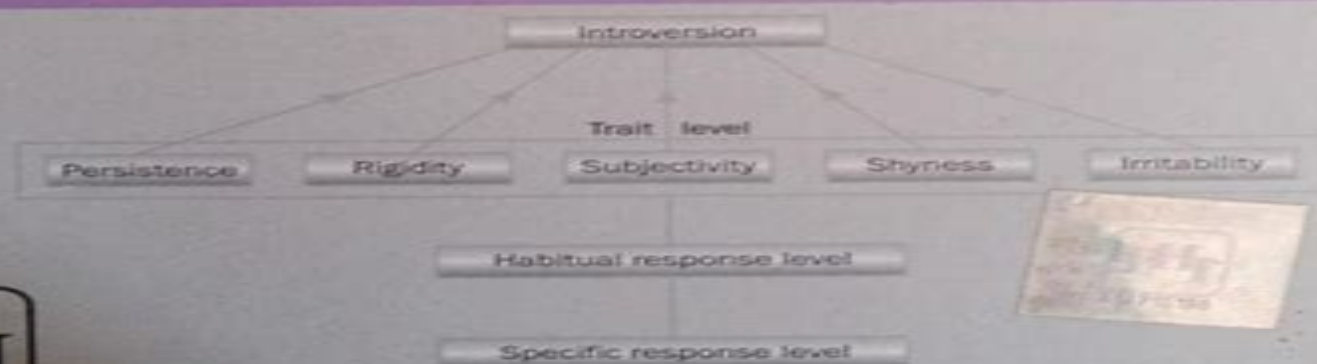 Introversion
Trait level
Persistence Rigidity Subjectivity Shyness Irritability
Habitual response level
Specific response level